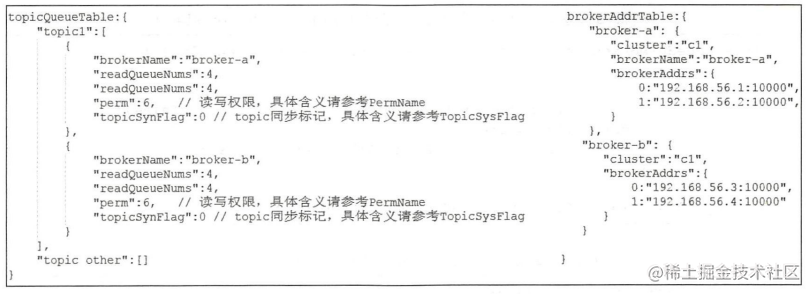 topicQueueTable:{
    "topic1":[
        {
            "brokerName":"broker-a",
            "readQueueNums":4,
            "readQueueNums":4,
            "perm":6,   // 读写权限，具体含义请参考PermName
            "topicSynFlag":0 // topic同步标记，具体含义请参考TopicSysFlag
        },
        {
            "brokerName":"broker-b",
            "readQueueNums":4,
            "readQueueNums":4,
            "perm":6,   // 读写权限，具体含义请参考PermName
            "topicSynFlag":0 // topic同步标记，具体含义请参考TopicSysFlag
        }
    ],
    "topic other":[]
}
brokerAddrTable:{
    "broker-a": {
        "cluster":"c1",
        "brokerName":"broker-a",
        "brokerAddrs":{
            0:"192.168.56.1:10000",
            1:"192.168.56.2:10000",
        }
    },
    "broker-b": {
        "cluster":"c1",
        "brokerAddrs":{
            0:"192.168.56.3:10000",
            1:"192.168.56.4:10000"
        }
    }
}
@稀土掘金技术社区